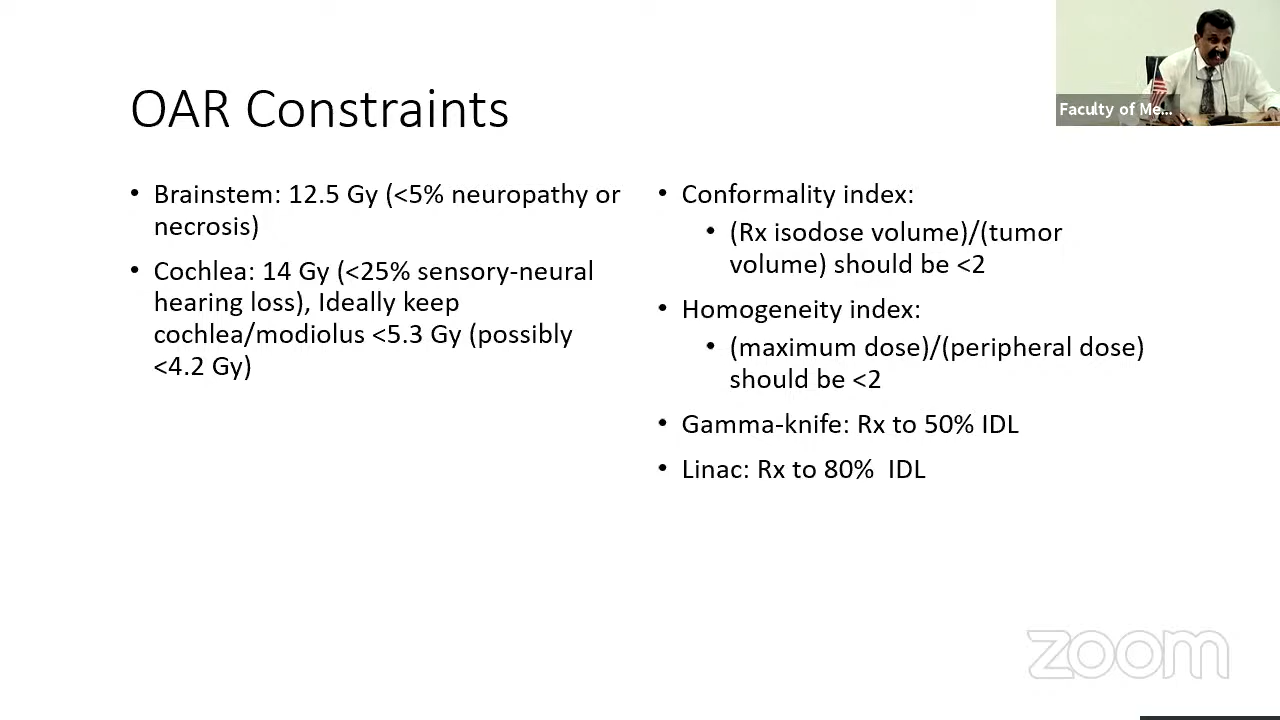 OAR Constraints
• Brainstem: 12.5 Gy (<5% neuropathy or
necrosis)
• Cochlea: 14 Gy (<25% sensory-neural
hearing loss), Ideally keep
cochlea/modiolus <5.3 Gy (possibly
<4.2 Gy)
• Conformality index:
• (Rx isodose volume)/(tumor
volume) should be <2
• Homogeneity index:
• (maximum dose)/(peripheral dose)
should be <2
• Gamma-knife: Rx to 50% IDL
• Linac: Rx to 80%  IDL
Faculty of Me...
zoom